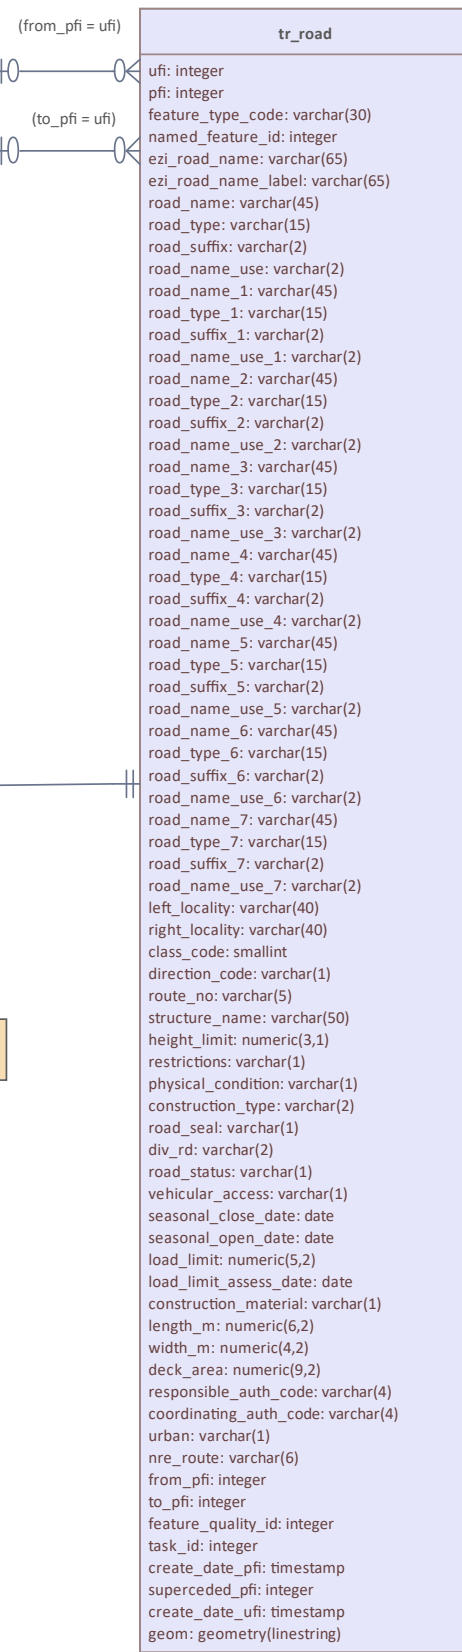 (from_pfi = ufi)
tr_road
ufi: integer
pfi: integer
(to_pfi = ufi)
feature_type_code: varchar(30)
named_feature_id: integer
ezi_road_name: varchar(65)
ezi_road_name_label: varchar(65)
road_name: varchar(45)
road_type: varchar(15)
road_suffix: varchar(2)
road_name_use: varchar(2)
road_name_1: varchar(45)
road_type_1: varchar(15)
road_suffix_1: varchar(2)
road_name_use_1: varchar(2)
road_name_2: varchar(45)
road_type_2: varchar(15)
road_suffix_2: varchar(2)
road_name_use_2: varchar(2)
road_name_3: varchar(45)
road_type_3: varchar(15)
road_suffix_3: varchar(2)
road_name_use_3: varchar(2)
road_name_4: varchar(45)
road_type_4: varchar(15)
road_suffix_4: varchar(2)
road_name_use_4: varchar(2)
road_name_5: varchar(45)
road_type_5: varchar(15)
road_suffix_5: varchar(2)
road_name_use_5: varchar(2)
road_name_6: varchar(45)
road_type_6: varchar(15)
road_suffix_6: varchar(2)
road_name_use_6: varchar(2)
road_name_7: varchar(45)
road_type_7: varchar(15)
road_suffix_7: varchar(2)
road_name_use_7: varchar(2)
left_locality: varchar(40)
right_locality: varchar(40)
class_code: smallint
direction_code: varchar(1)
route_no: varchar(5)
structure_name: varchar(50)
height_limit: numeric(3,1)
restrictions: varchar(1)
physical_condition: varchar(1)
construction_type: varchar(2)
road_seal: varchar(1)
div_rd: varchar(2)
road_status: varchar(1)
vehicular_access: varchar(1)
seasonal_close_date: date
seasonal_open_date: date
load_limit: numeric(5,2)
load_limit_assess_date: date
construction_material: varchar(1)
length_m: numeric(6,2)
width_m: numeric(4,2)
deck_area: numeric(9,2)
responsible_auth_code: varchar(4)
coordinating_auth_code: varchar(4)
urban: varchar(1)
nre_route: varchar(6)
from_pfi: integer
to_pfi: integer
feature_quality_id: integer
task_id: integer
create_date_pfi: timestamp
superceded_pfi: integer
create_date_ufi: timestamp
geom: geometry(linestring)